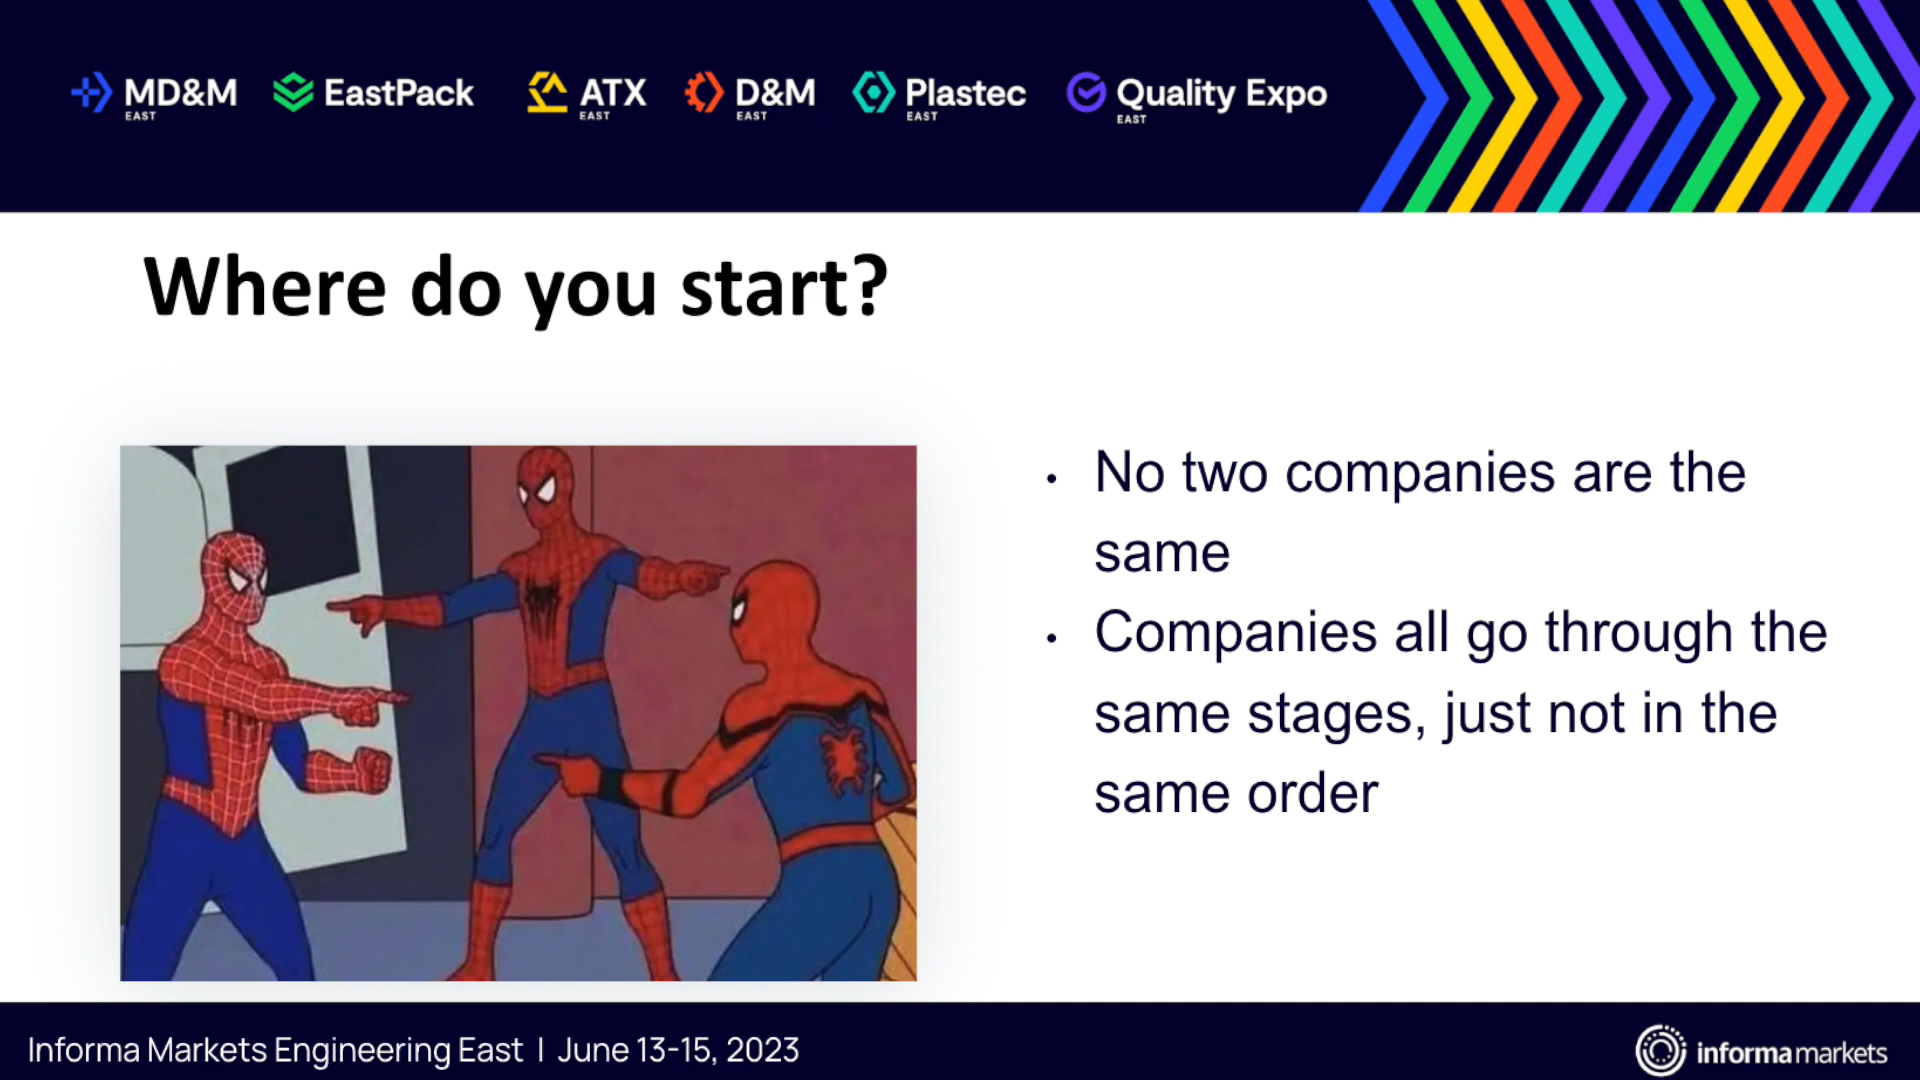 MD&M
EAST
EastPack
ATX
EAST
D&M
EAST
Plastec
EAST
Quality Expo
EAST
Where do you start?
• No two companies are the
same
• Companies all go through the
same stages, just not in the
same order
Informa Markets Engineering East | June 13-15, 2023
informa markets